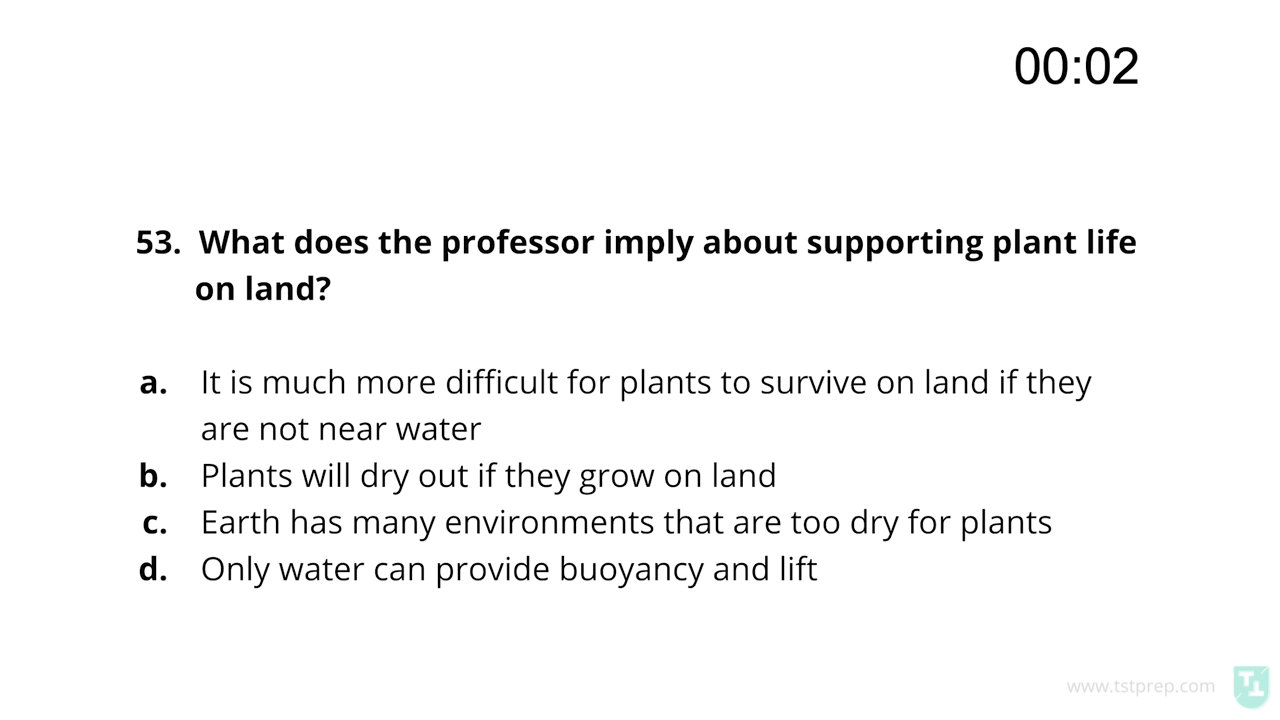 00:02
53. What does the professor imply about supporting plant life
on land?
a. It is much more difficult for plants to survive on land if they
are not near water
b. Plants will dry out if they grow on land
c. Earth has many environments that are too dry for plants
d. Only water can provide buoyancy and lift
www.tstprep.com